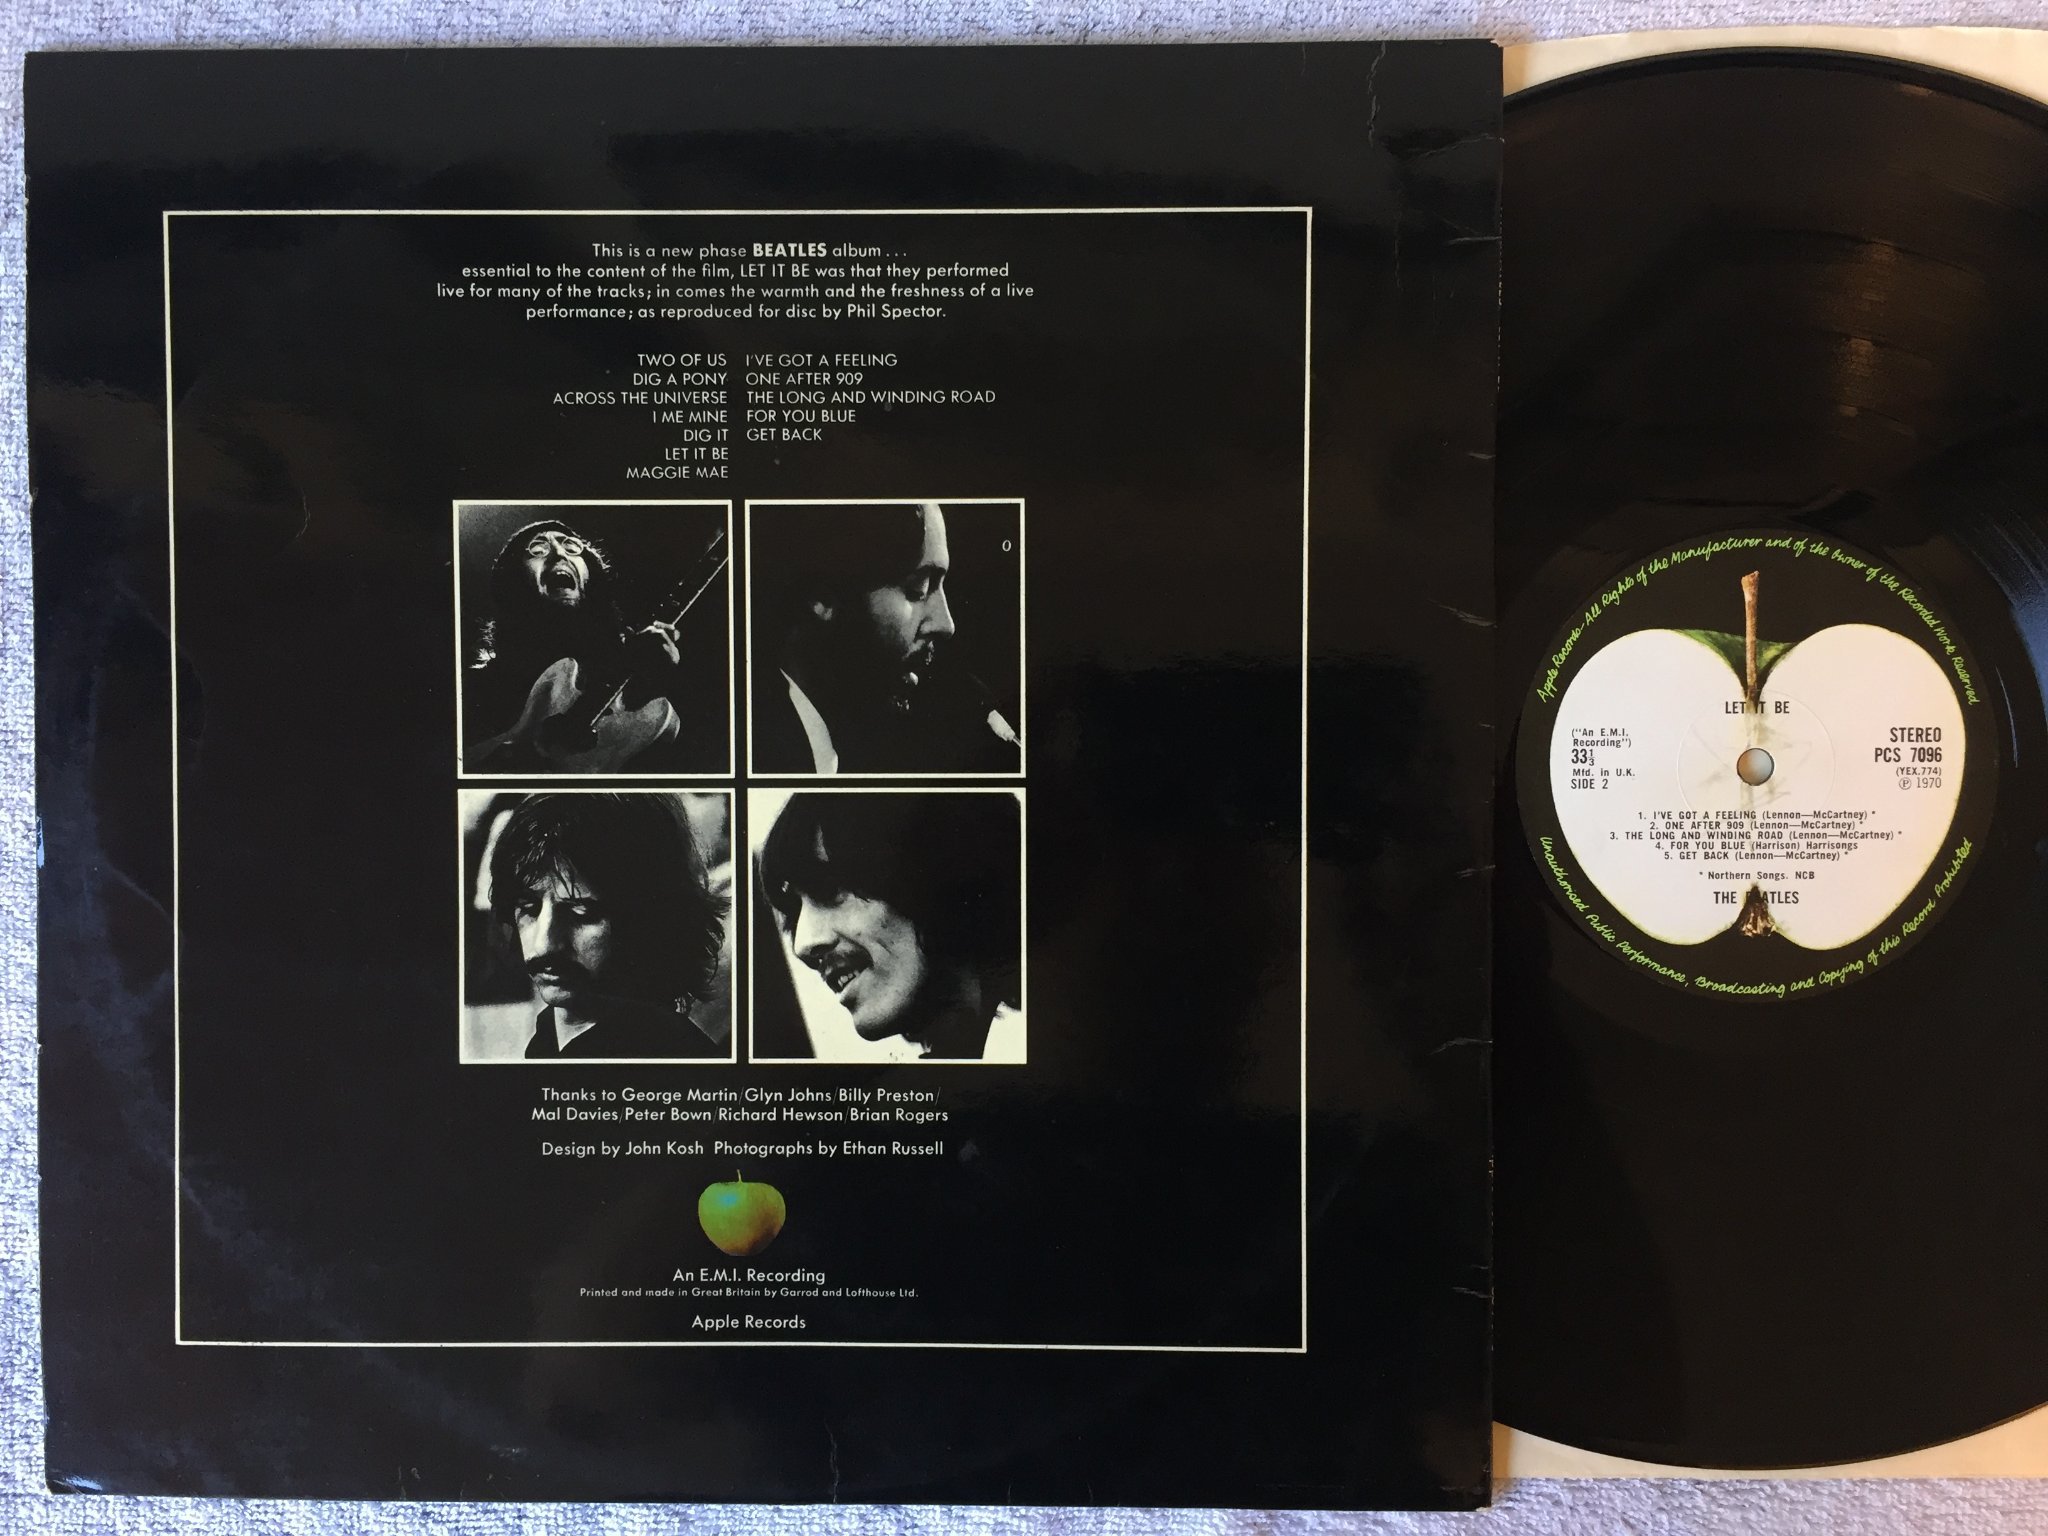 This is a new phase BEATLES album . . .
essential to the content of the film, LET IT BE was that they performed
live for many of the tracks; in comes the warmth and the freshness of a live
performance; as reproduced for disc by Phil Spector.
TWO OF US
DIG A PONY
ACROSS THE UNIVERSE
I ME MINE
DIG IT
LET IT BE
MAGGIE MAE
I'VE GOT A FEELING
ONE AFTER 909
THE LONG AND WINDING ROAD
FOR YOU BLUE
GET BACK
Thanks to George Martin/Glyn Johns/Billy Preston/
Mal Davies/Peter Bown/Richard Hewson/Brian Rogers
Design by John Kosh Photographs by Ethan Russell
An E.M.I. Recording
Printed and made in Great Britain by Garrod and Lofthouse Ltd.
Apple Records
Apple Records-All Rights of the Manufacturer and of the Owner of the Recorded Work Reserved
LET IT BE
("An E.M.I.
Recording")
33⅓
Mfd. in U.K.
SIDE 2
STEREO
PCS 7096
(YEX.774)
Ⓟ 1970
1. I'VE GOT A FEELING (Lennon—McCartney) *
2. ONE AFTER 909 (Lennon—McCartney) *
3. THE LONG AND WINDING ROAD (Lennon—McCartney) *
4. FOR YOU BLUE (Harrison) Harrisongs
5. GET BACK (Lennon—McCartney) *
* Northern Songs. NCB
THE BEATLES
Unauthorised Public Performance, Broadcasting and Copying of this Record Prohibited